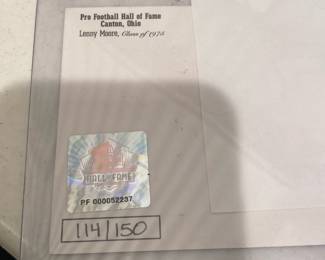 Pro Football Hall of Fame
Canton, Ohio
Lenny Moore, Class of 1975
HALL OF FAME
PF 000052237
114/150